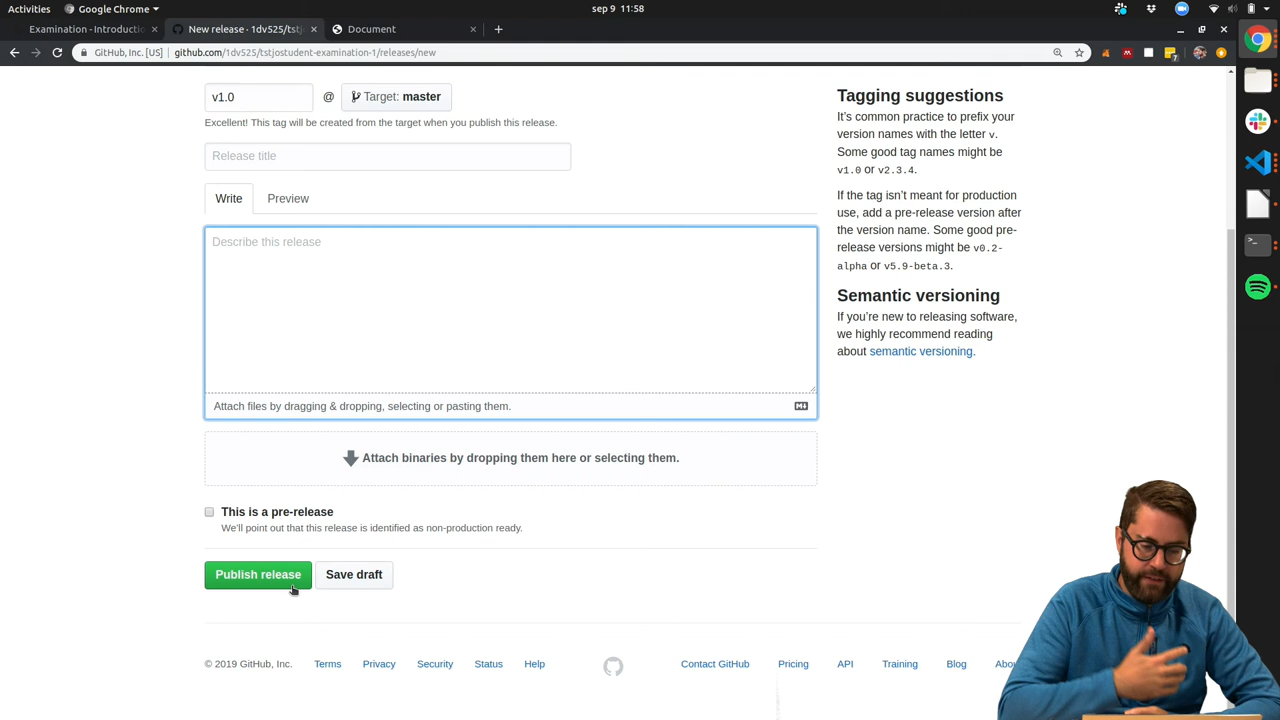 Activities
Google Chrome
sep 9 11:58
Examination - Introductio
New release · 1dv525/tst
Document
GitHub, Inc. [US]
github.com/1dv525/tstjostudent-examination-1/releases/new
7
v1.0
@
Target: master
Excellent! This tag will be created from the target when you publish this release.
Release title
Write
Preview
Describe this release
Attach files by dragging & dropping, selecting or pasting them.
Attach binaries by dropping them here or selecting them.
This is a pre-release
We'll point out that this release is identified as non-production ready.
Publish release
Save draft
Tagging suggestions
It's common practice to prefix your
version names with the letter v.
Some good tag names might be
v1.0 or v2.3.4.
If the tag isn't meant for production
use, add a pre-release version after
the version name. Some good pre-
release versions might be v0.2-
alpha or v5.9-beta.3.
Semantic versioning
If you're new to releasing software,
we highly recommend reading
about semantic versioning.
© 2019 GitHub, Inc.
Terms
Privacy
Security
Status
Help
Contact GitHub
Pricing
API
Training
Blog
Abou